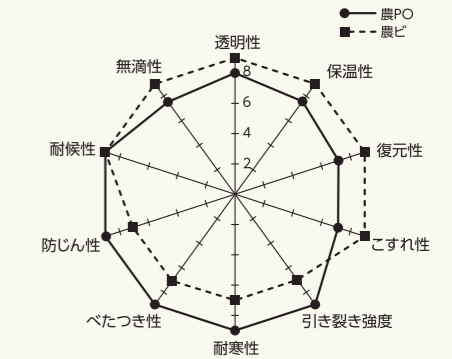 農PO
農ビ
透明性
無滴性
保温性
8
6
4
2
耐候性
復元性
防じん性
こすれ性
べたつき性
引き裂き強度
耐寒性